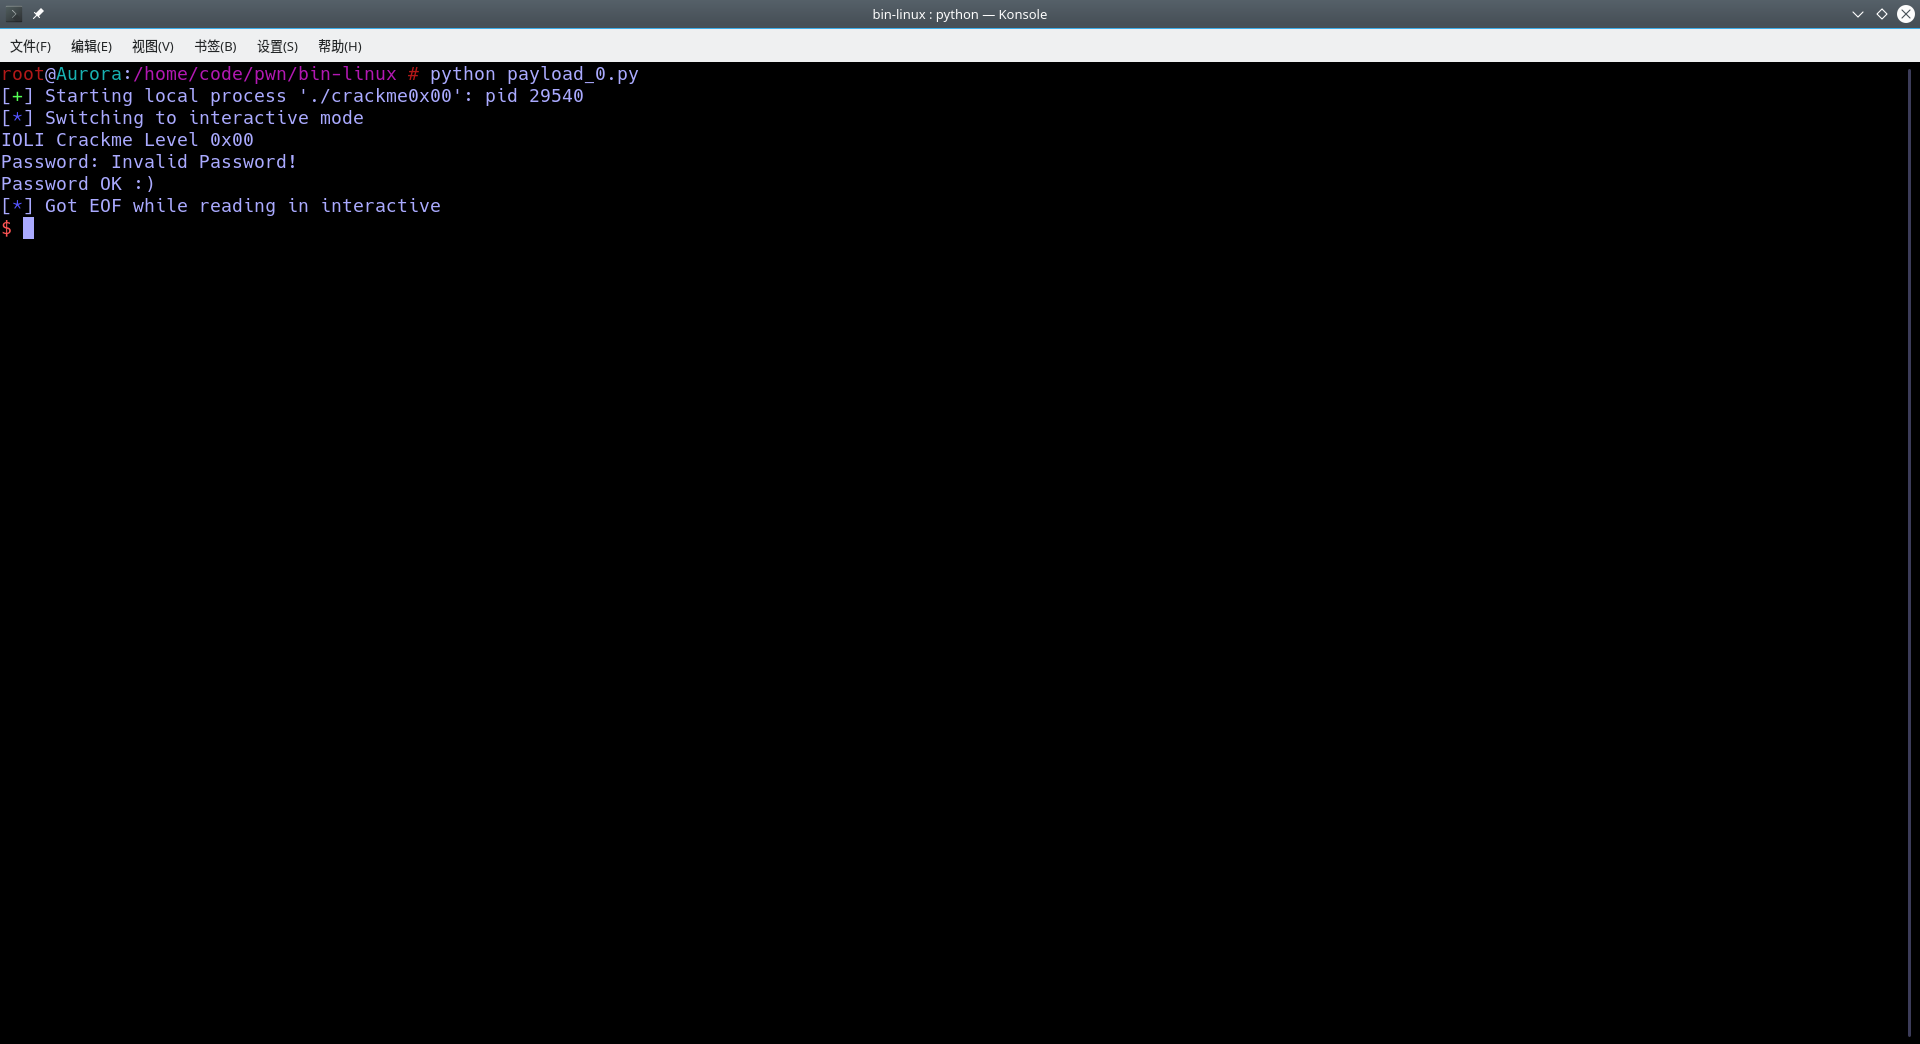 bin-linux : python — Konsole
文件(F) 编辑(E) 视图(V) 书签(B) 设置(S) 帮助(H)
root@Aurora:/home/code/pwn/bin-linux # python payload_0.py
[+] Starting local process './crackme0x00': pid 29540
[*] Switching to interactive mode
IOLI Crackme Level 0x00
Password: Invalid Password!
Password OK :)
[*] Got EOF while reading in interactive
$